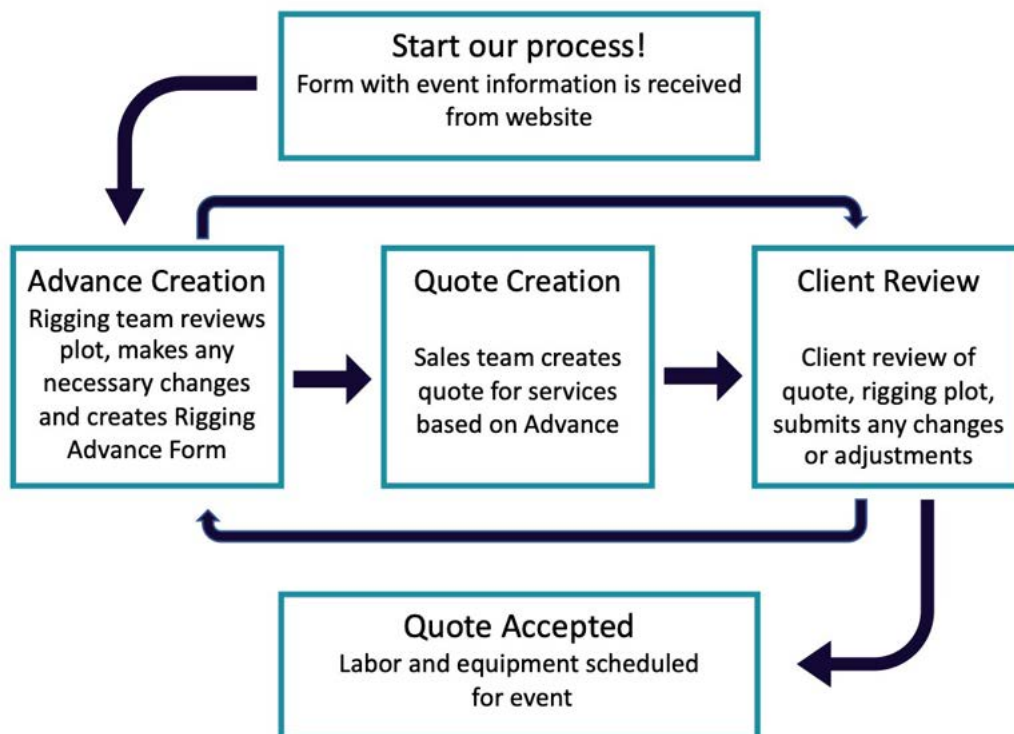 Start our process!
Form with event information is received
from website
Advance Creation
Rigging team reviews
plot, makes any
necessary changes
and creates Rigging
Advance Form
Quote Creation
Sales team creates
quote for services
based on Advance
Client Review
Client review of
quote, rigging plot,
submits any changes
or adjustments
Quote Accepted
Labor and equipment scheduled
for event